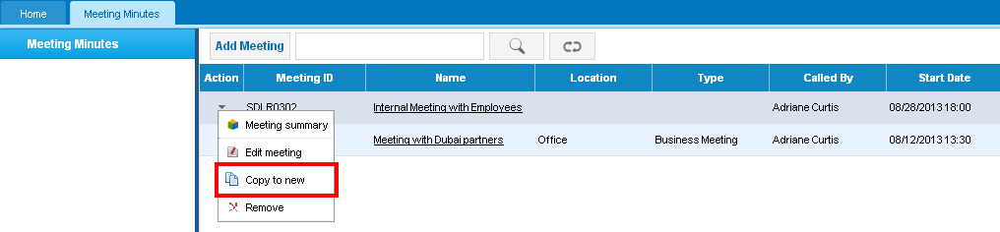 Home Meeting Minutes
Meeting Minutes
Add Meeting
Action Meeting ID Name Location Type Called By Start Date
SDLR0302 Internal Meeting with Employees Adriane Curtis 08/28/2013 18:00
Meeting summary
Meeting with Dubai partners Office Business Meeting Adriane Curtis 08/12/2013 13:30
Edit meeting
Copy to new
Remove